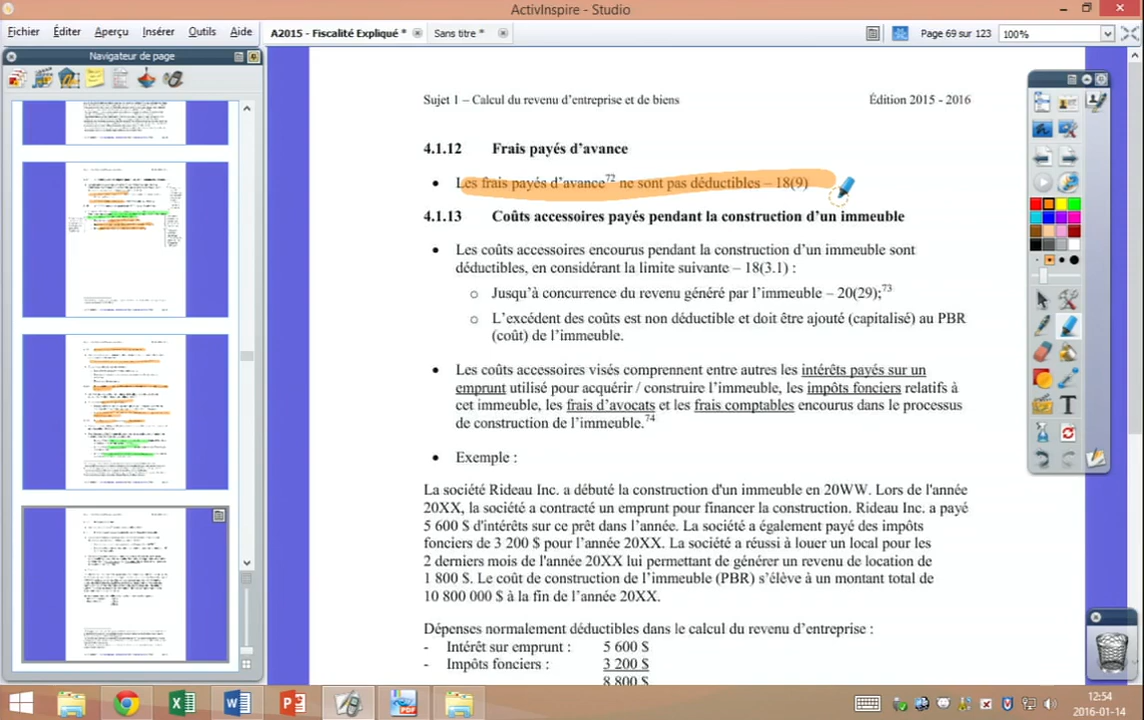 ActivInspire - Studio
Fichier Éditer Aperçu Insérer Outils Aide
A2015 - Fiscalité Expliqué *
Sans titre *
Page 69 sur 123
100%
Navigateur de page
Sujet 1 – Calcul du revenu d'entreprise et de biens
Édition 2015 - 2016
4.1.12 Frais payés d'avance
• Les frais payés d'avance72 ne sont pas déductibles – 18(9)
4.1.13 Coûts accessoires payés pendant la construction d'un immeuble
• Les coûts accessoires encourus pendant la construction d'un immeuble sont
déductibles, en considérant la limite suivante – 18(3.1) :
o Jusqu'à concurrence du revenu généré par l'immeuble – 20(29);73
o L'excédent des coûts est non déductible et doit être ajouté (capitalisé) au PBR
(coût) de l'immeuble.
• Les coûts accessoires visés comprennent entre autres les intérêts payés sur un
emprunt utilisé pour acquérir / construire l'immeuble, les impôts fonciers relatifs à
cet immeuble, les frais d'avocats et les frais comptables encourus dans le processus
de construction de l'immeuble.74
• Exemple :
La société Rideau Inc. a débuté la construction d'un immeuble en 20WW. Lors de l'année
20XX, la société a contracté un emprunt pour financer la construction. Rideau Inc. a payé
5 600 $ d'intérêts sur ce prêt dans l'année. La société a également payé des impôts
fonciers de 3 200 $ pour l'année 20XX. La société a réussi à louer un local pour les
2 derniers mois de l'année 20XX lui permettant de générer un revenu de location de
1 800 $. Le coût de construction de l'immeuble (PBR) s'élève à un montant total de
10 800 000 $ à la fin de l'année 20XX.
Dépenses normalement déductibles dans le calcul du revenu d'entreprise :
- Intérêt sur emprunt : 5 600 $
- Impôts fonciers : 3 200 $
8 800 $
12:54
2016-01-14